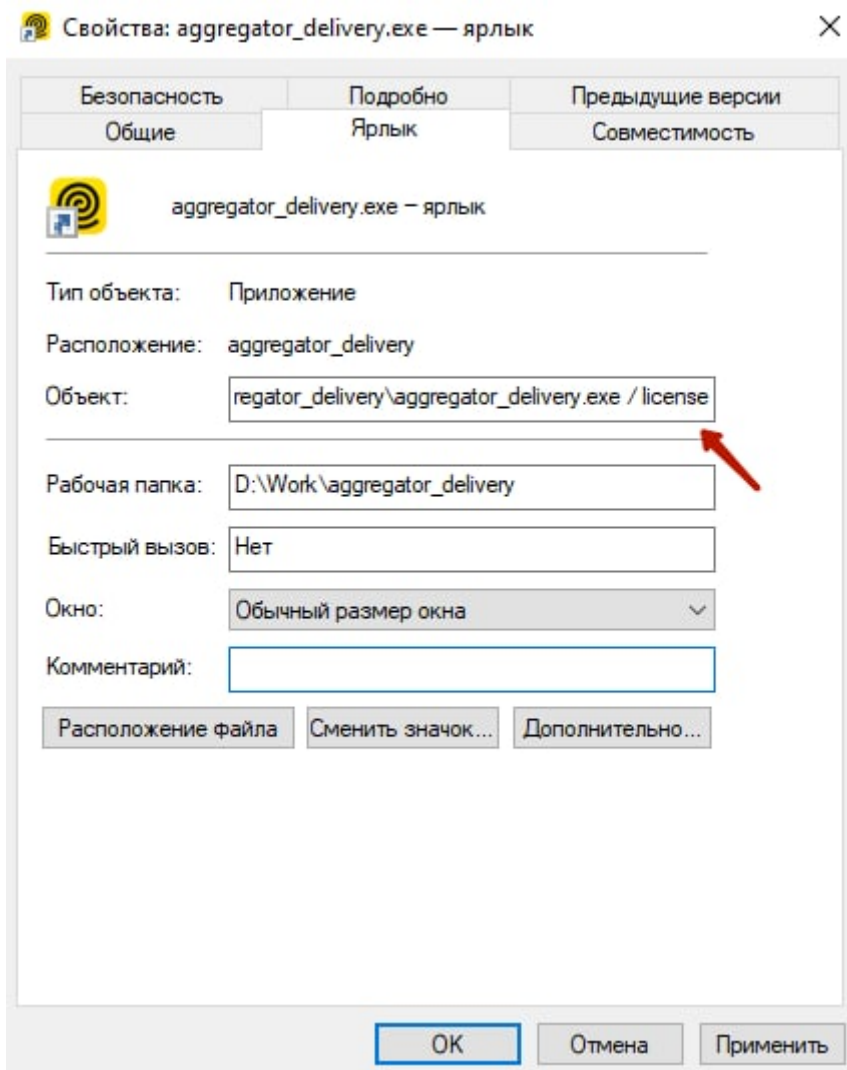 Свойства: aggregator_delivery.exe — ярлык
Безопасность Подробно Предыдущие версии
Общие Ярлык Совместимость
aggregator_delivery.exe – ярлык
Тип объекта: Приложение
Расположение: aggregator_delivery
Объект: regator_delivery\aggregator_delivery.exe / license
Рабочая папка: D:\Work\aggregator_delivery
Быстрый вызов: Нет
Окно: Обычный размер окна
Комментарий:
Расположение файла Сменить значок... Дополнительно...
OK Отмена Применить